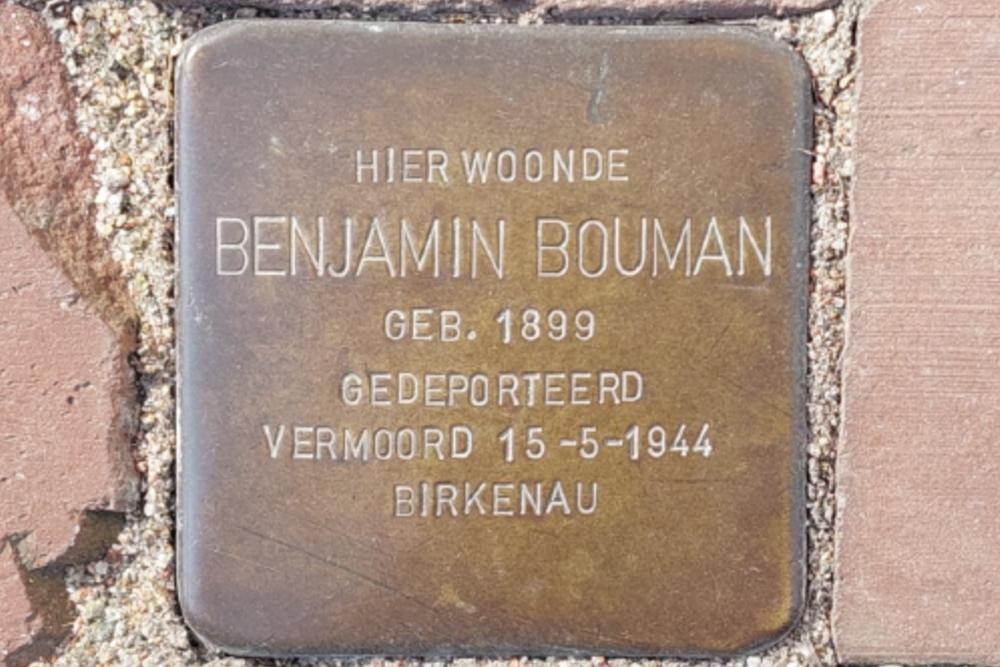 HIER WOONDE
BENJAMIN BOUMAN
GEB. 1899
GEDEPORTEERD
VERMOORD 15-5-1944
BIRKENAU